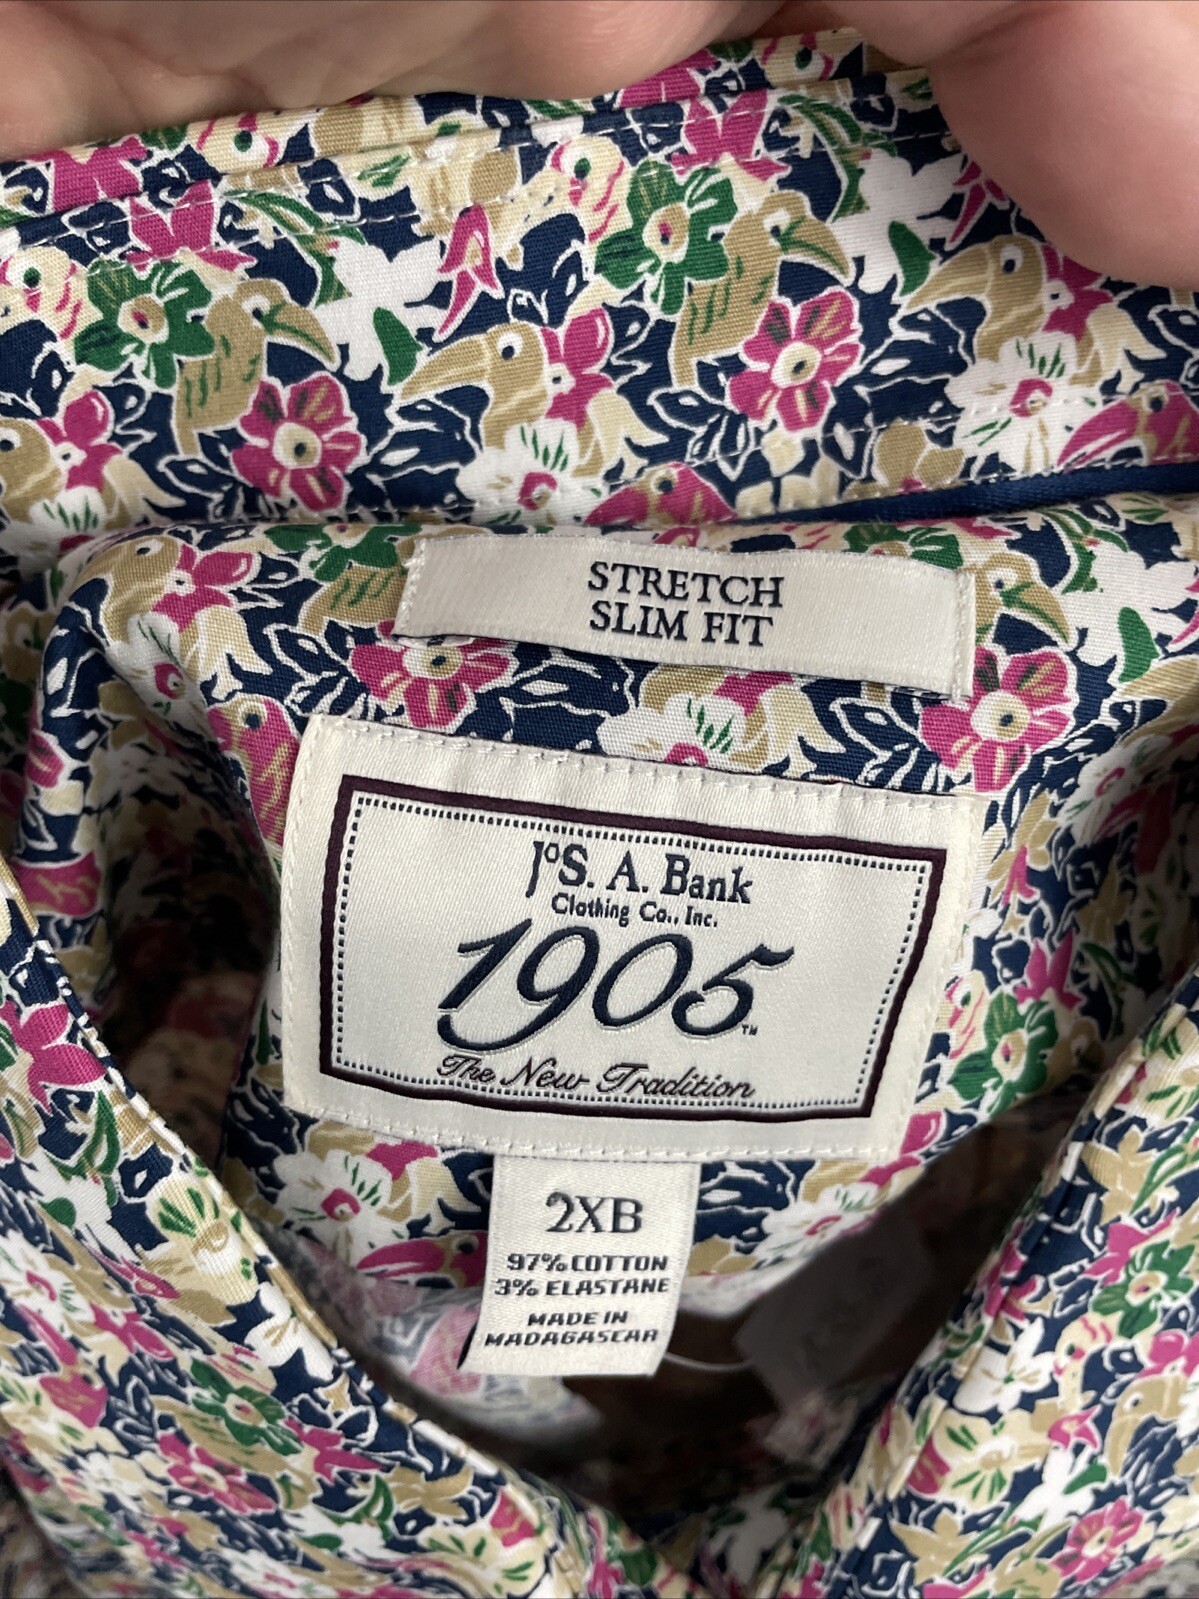 STRETCH
SLIM FIT
JoS. A. Bank
Clothing Co., Inc.
1905™
The New Tradition
2XB
97% COTTON
3% ELASTANE
MADE IN
MADAGASCAR